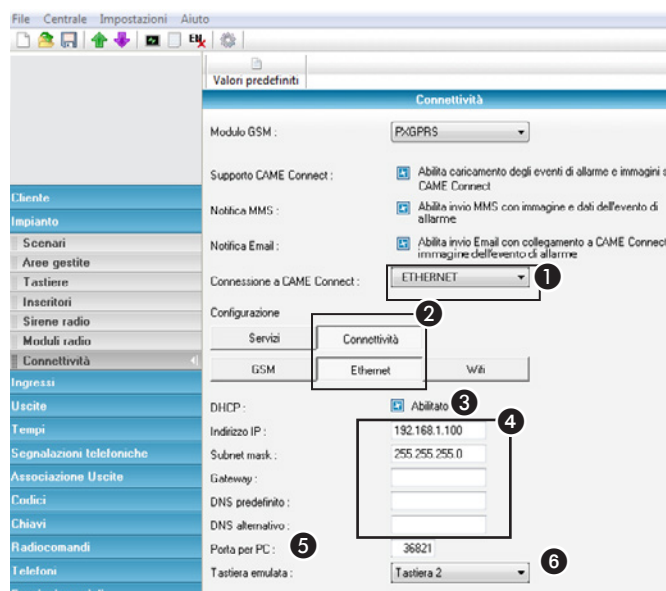 File Centrale Impostazioni Aiuto
Valori predefiniti
Connettività
Modulo GSM : PXGPRS
Supporto CAME Connect : Abilita caricamento degli eventi di allarme e immagini s
CAME Connect
Notifica MMS : Abilita invio MMS con immagine e dati dell'evento di
allarme
Notifica Email : Abilita invio Email con collegamento a CAME Connect
immagine dell'evento di allarme
Connessione a CAME Connect : ETHERNET 1
Configurazione 2
Servizi Connettività
GSM Ethernet Wifi
DHCP : Abilitato 3
Indirizzo IP : 192.168.1.100 4
Subnet mask : 255.255.255.0
Gateway :
DNS predefinito :
DNS alternativo :
Porta per PC : 5 36821
Tastiera emulata : Tastiera 2 6
Cliente
Impianto
Scenari
Aree gestite
Tastiere
Inseritori
Sirene radio
Moduli radio
Connettività
Ingressi
Uscite
Tempi
Segnalazioni telefoniche
Associazione Uscite
Codici
Chiavi
Radiocomandi
Telefoni